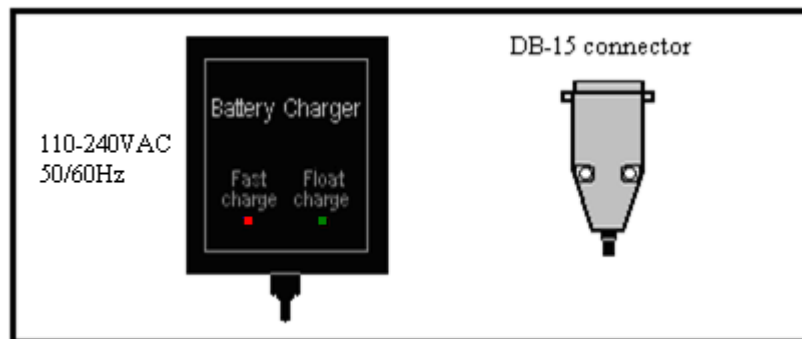 DB-15 connector
Battery Charger
110-240VAC
50/60Hz
Fast Float
charge charge